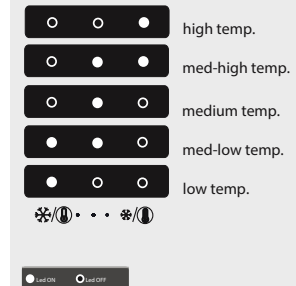 high temp.
med-high temp.
medium temp.
med-low temp.
low temp.
Led ON Led OFF